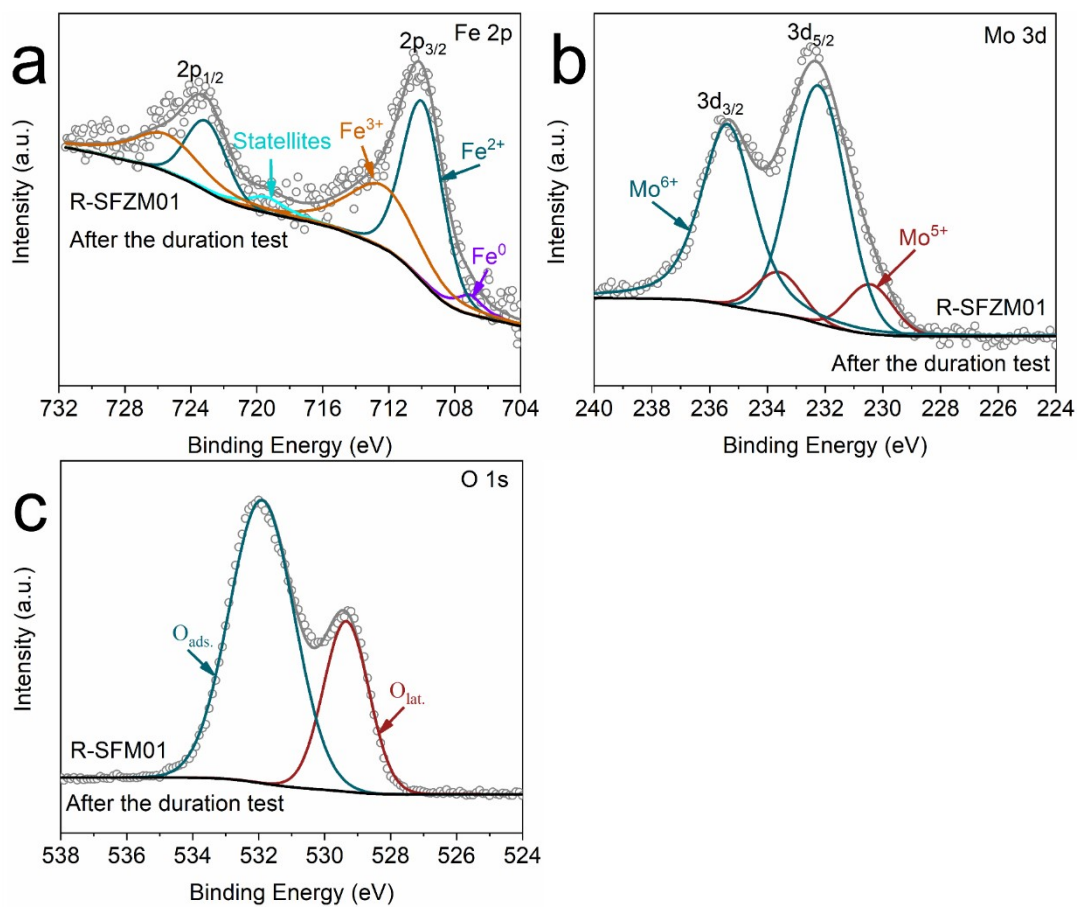 a
Fe 2p
2p1/2
2p3/2
Statellites
Fe3+
Fe2+
Fe0
R-SFZM01
After the duration test
Intensity (a.u.)
732 728 724 720 716 712 708 704
Binding Energy (eV)
b
Mo 3d
3d5/2
3d3/2
Mo6+
Mo5+
R-SFZM01
After the duration test
Intensity (a.u.)
240 238 236 234 232 230 228 226 224
Binding Energy (eV)
c
O 1s
Oads.
Olat.
R-SFM01
After the duration test
Intensity (a.u.)
538 536 534 532 530 528 526 524
Binding Energy (eV)